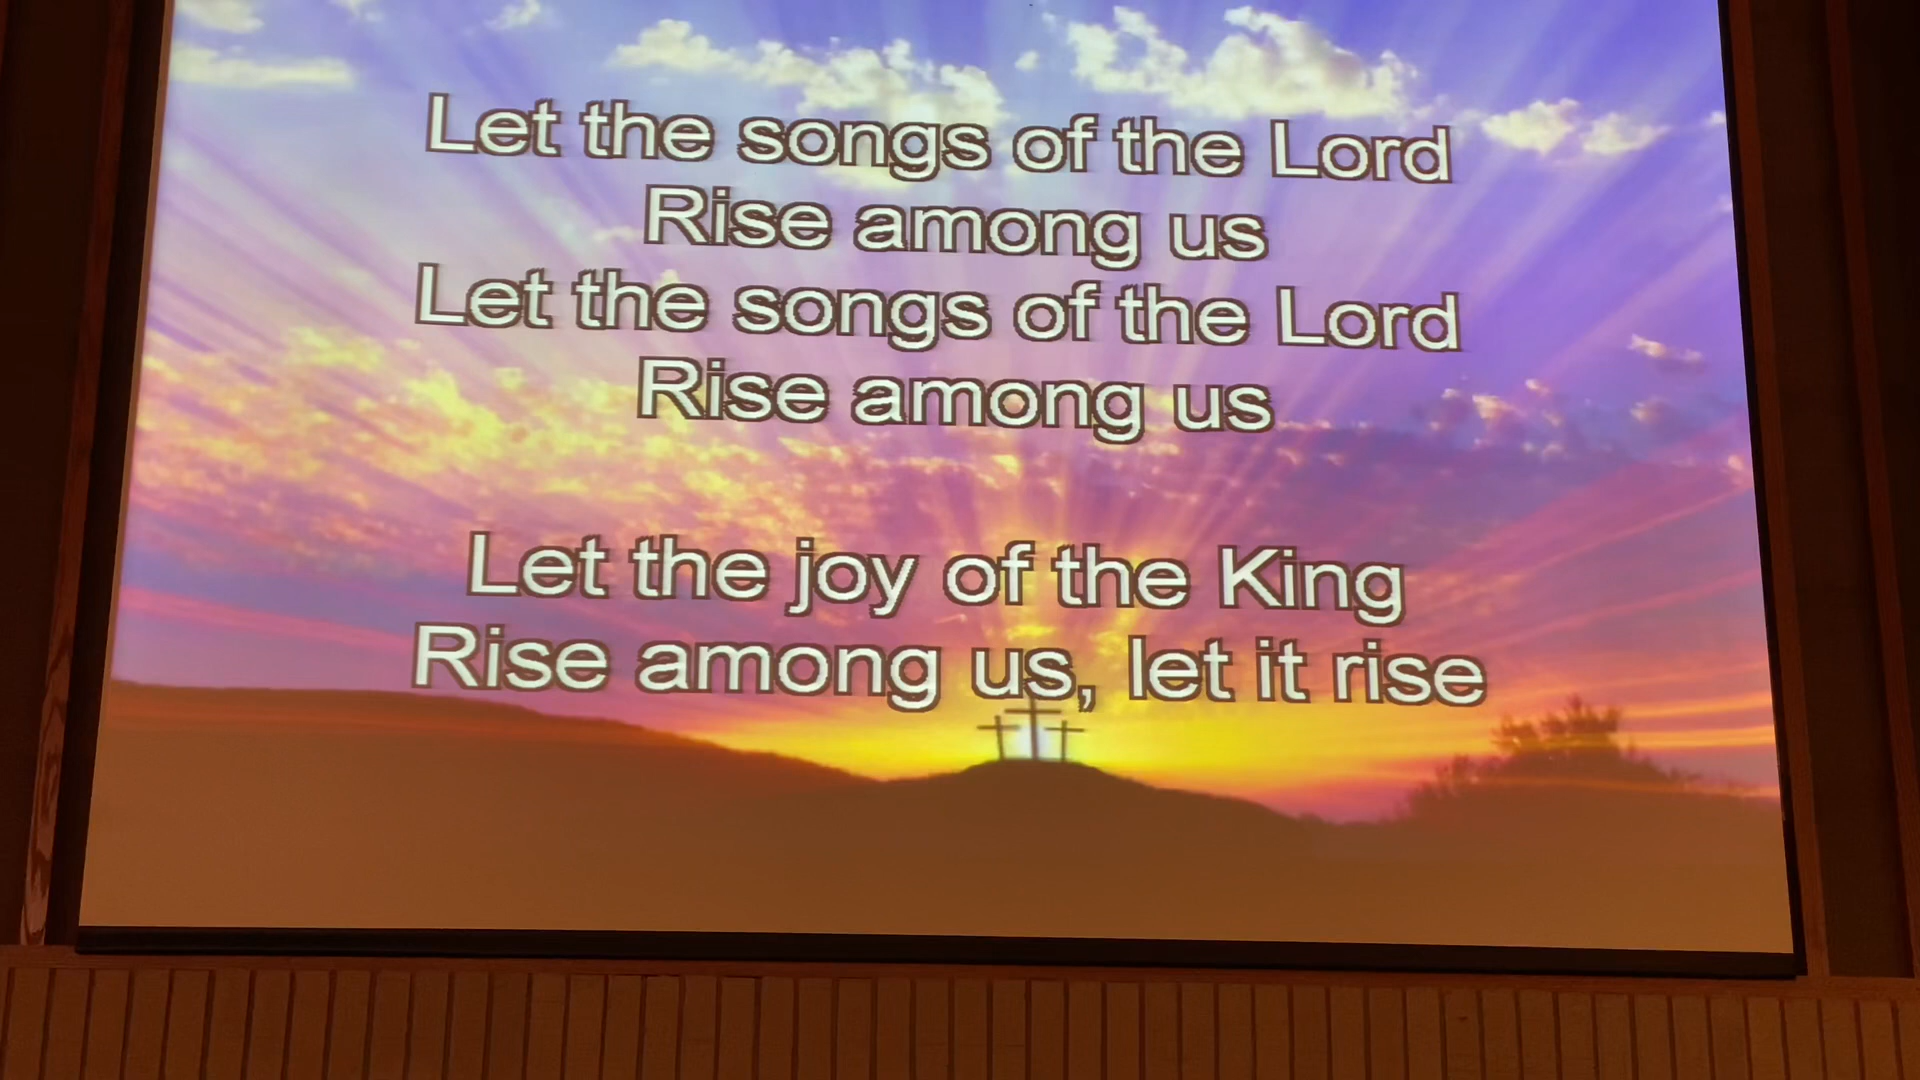 Let the songs of the Lord
Rise among us
Let the songs of the Lord
Rise among us
Let the joy of the King
Rise among us, let it rise